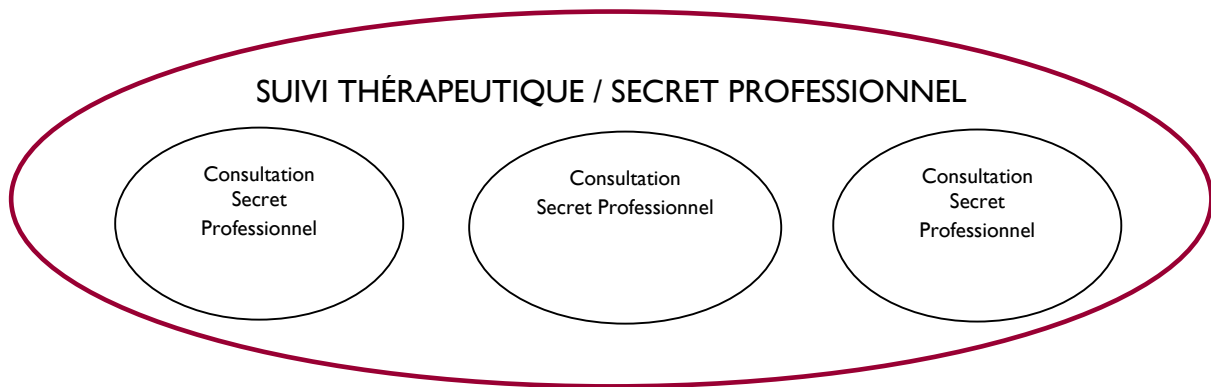 SUIVI THÉRAPEUTIQUE / SECRET PROFESSIONNEL
Consultation
Secret
Professionnel
Consultation
Secret Professionnel
Consultation
Secret
Professionnel